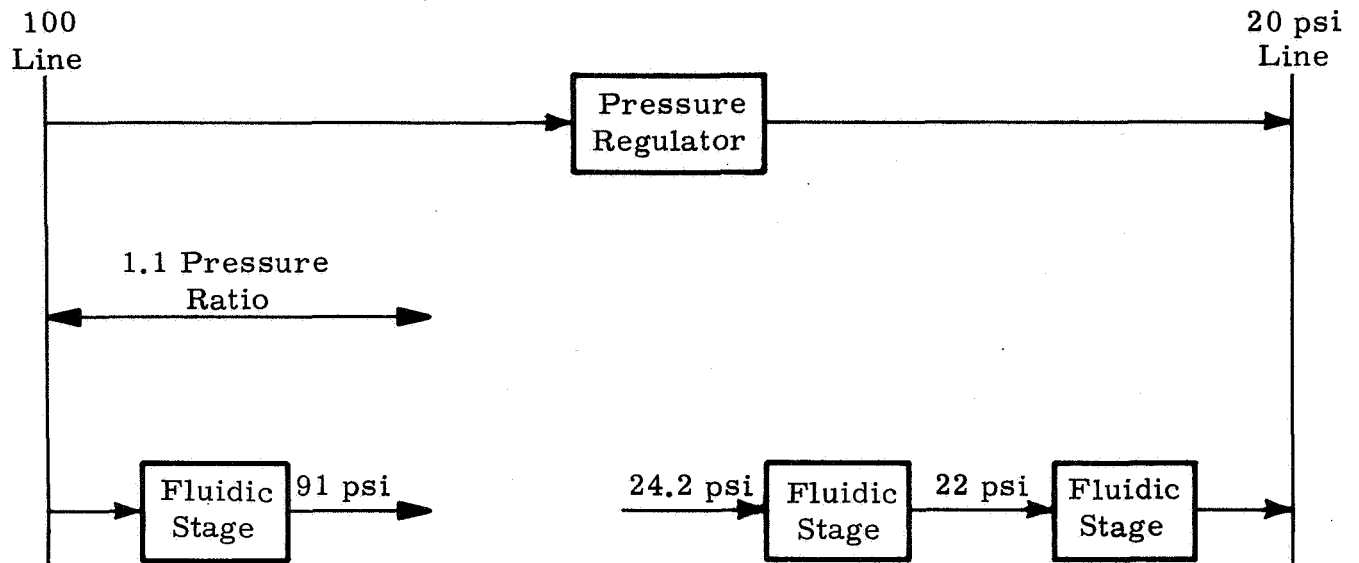 100
Line
20 psi
Line
Pressure
Regulator
1.1 Pressure
Ratio
Fluidic
Stage
91 psi
24.2 psi
Fluidic
Stage
22 psi
Fluidic
Stage